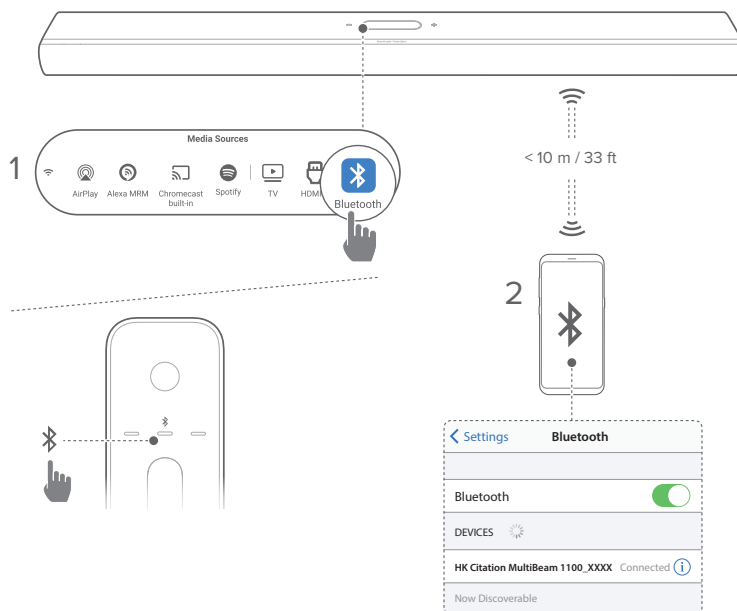 1
Media Sources
AirPlay
Alexa MRM
Chromecast
built-in
Spotify
TV
HDMI
Bluetooth
< 10 m / 33 ft
2
Settings Bluetooth
Bluetooth
DEVICES
HK Citation MultiBeam 1100_XXXX Connected i
Now Discoverable